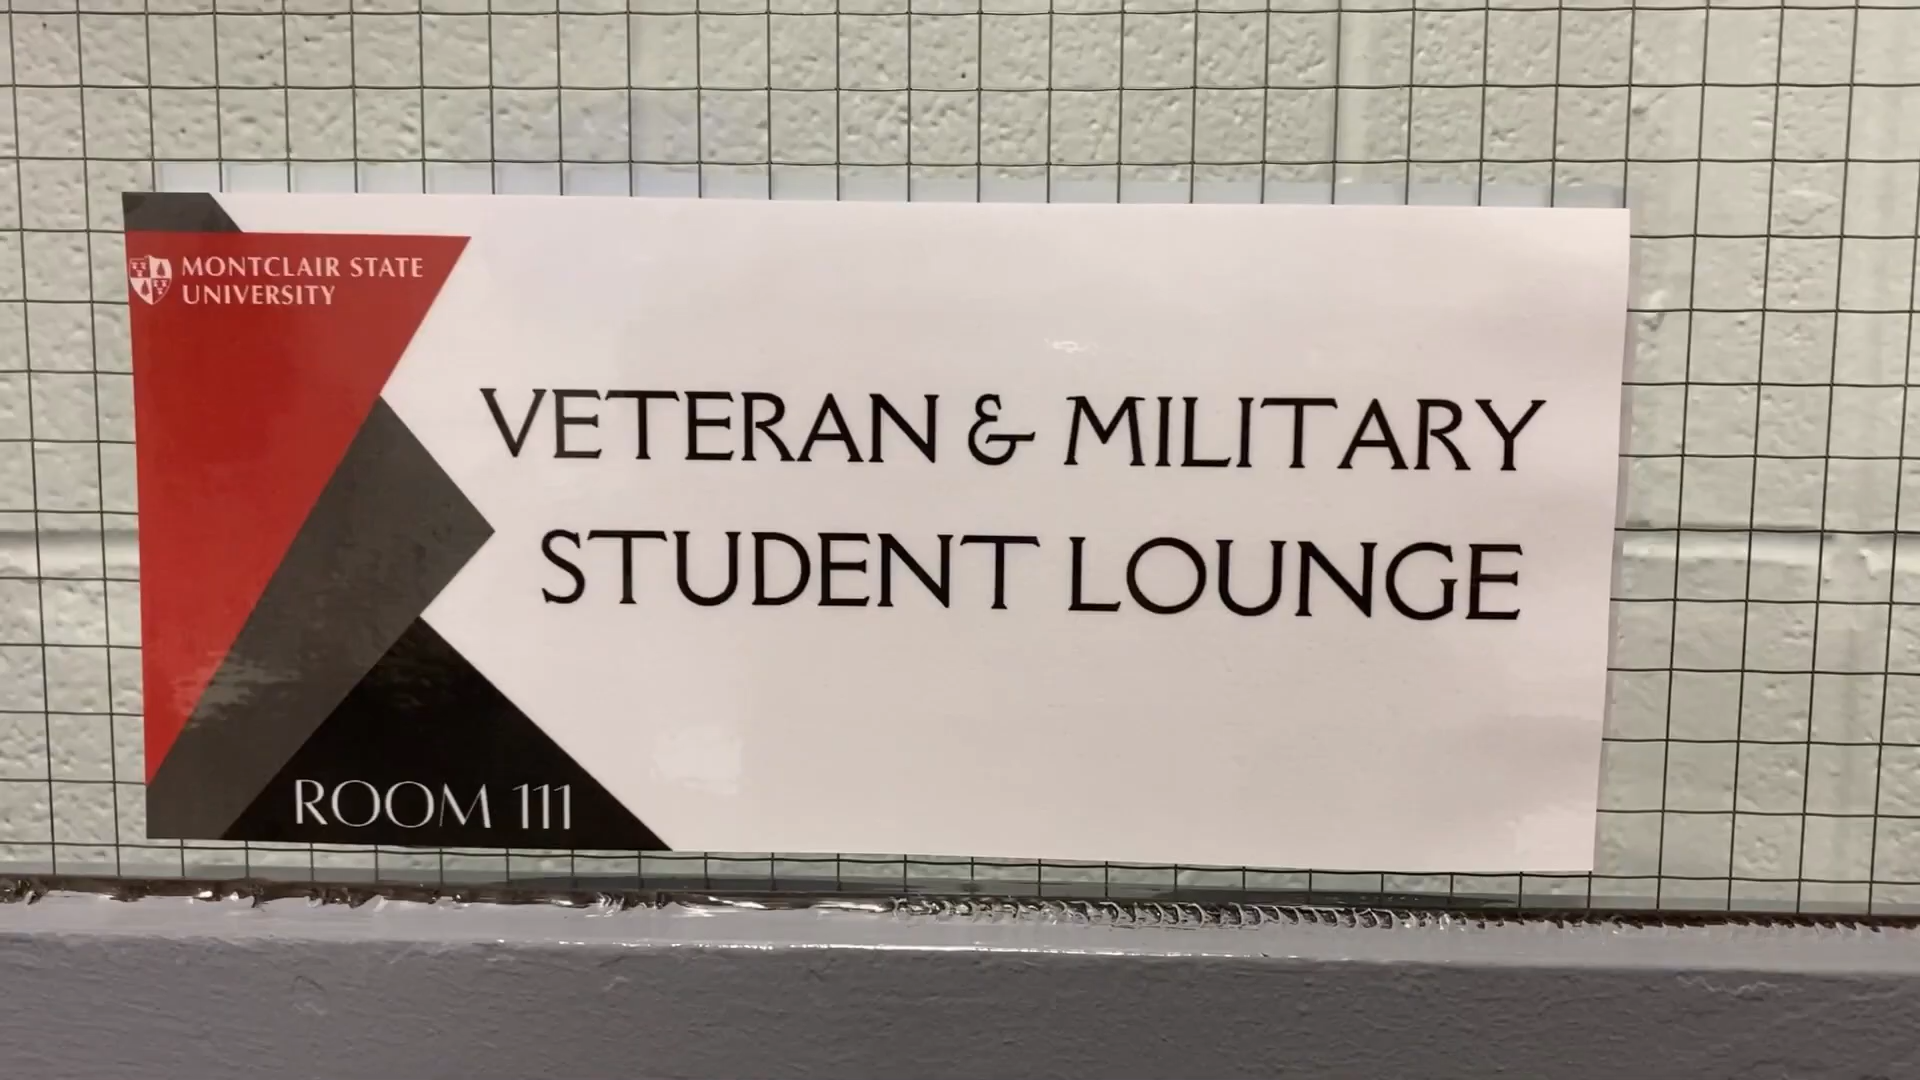 MONTCLAIR STATE
UNIVERSITY
VETERAN & MILITARY
STUDENT LOUNGE
ROOM 111